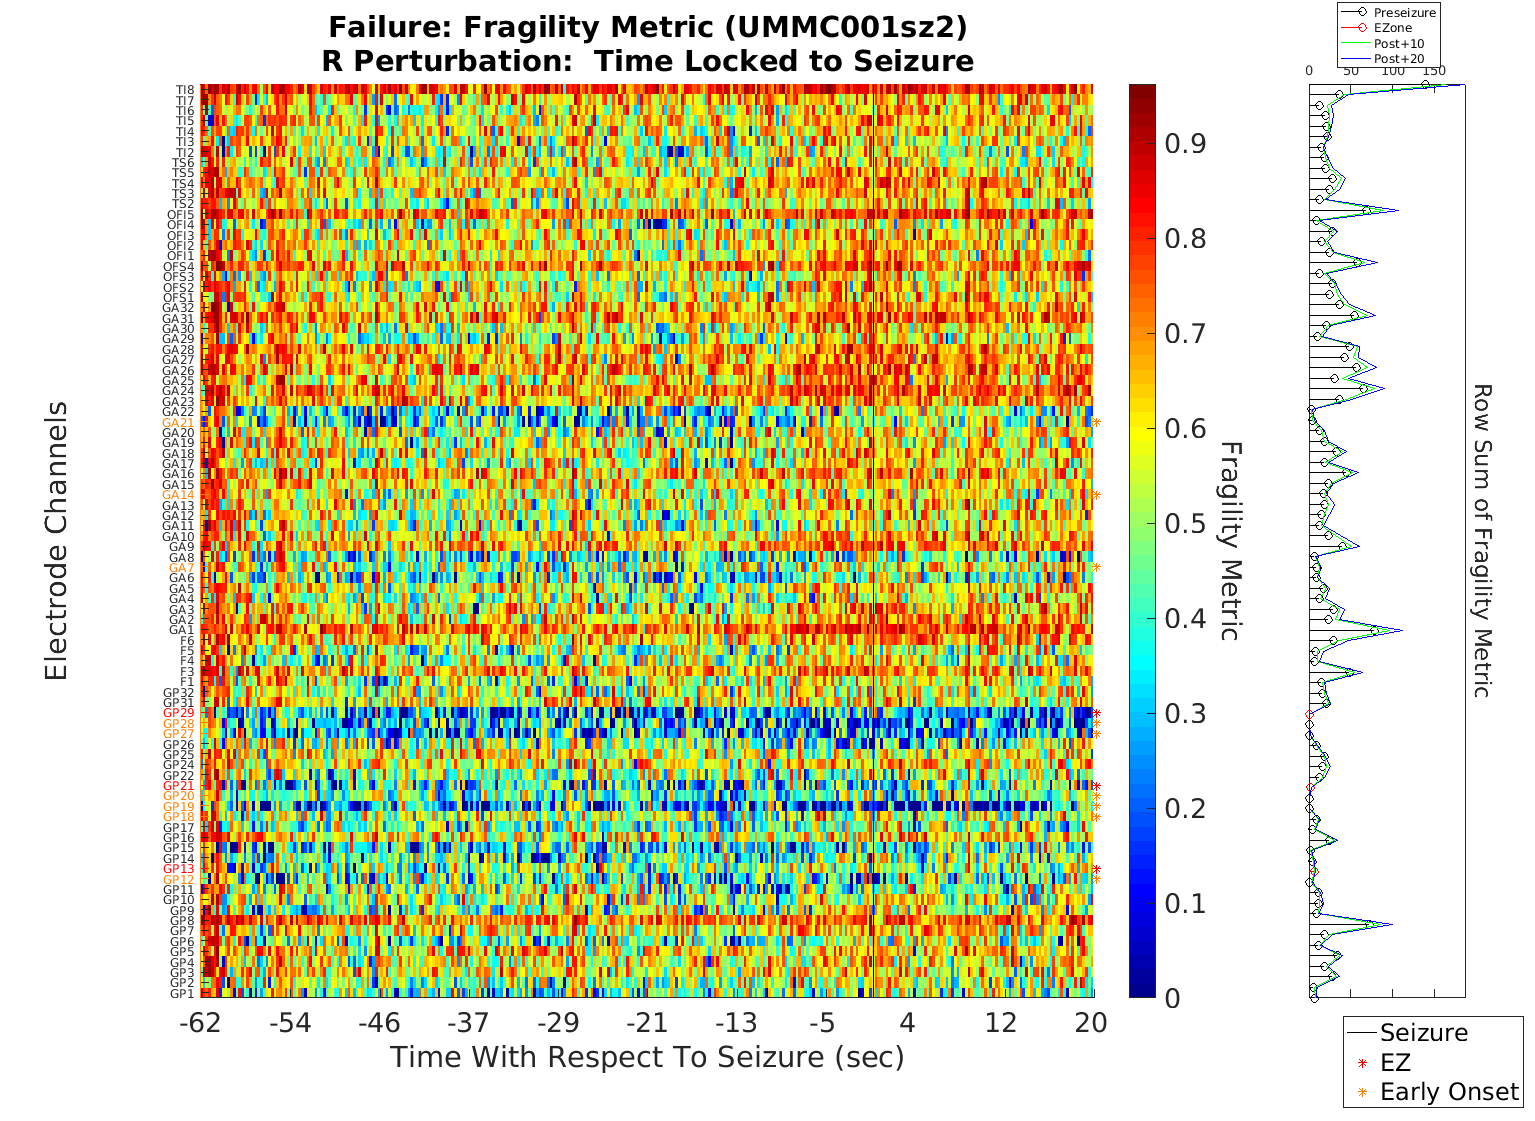 Failure: Fragility Metric (UMMC001sz2)
R Perturbation:  Time Locked to Seizure
Preseizure
EZone
Post+10
Post+20
0 50 100 150
TI8
TI7
TI6
TI5
TI4
TI3
TI2
TS6
TS5
TS4
TS3
TS2
OFI5
OFI4
OFI3
OFI2
OFI1
OFS4
OFS3
OFS2
OFS1
GA32
GA31
GA30
GA29
GA28
GA27
GA26
GA25
GA24
GA23
GA22
GA21
GA20
GA19
GA18
GA17
GA16
GA15
GA14
GA13
GA12
GA11
GA10
GA9
GA8
GA7
GA6
GA5
GA4
GA3
GA2
GA1
F6
F5
F4
F3
F1
GP32
GP31
GP29
GP28
GP27
GP26
GP25
GP24
GP22
GP21
GP20
GP19
GP18
GP17
GP16
GP15
GP14
GP13
GP12
GP11
GP10
GP9
GP8
GP7
GP6
GP5
GP4
GP3
GP2
GP1
Electrode Channels
-62 -54 -46 -37 -29 -21 -13 -5 4 12 20
Time With Respect To Seizure (sec)
0.9
0.8
0.7
0.6
0.5
0.4
0.3
0.2
0.1
0
Fragility Metric
Row Sum of Fragility Metric
Seizure
EZ
Early Onset